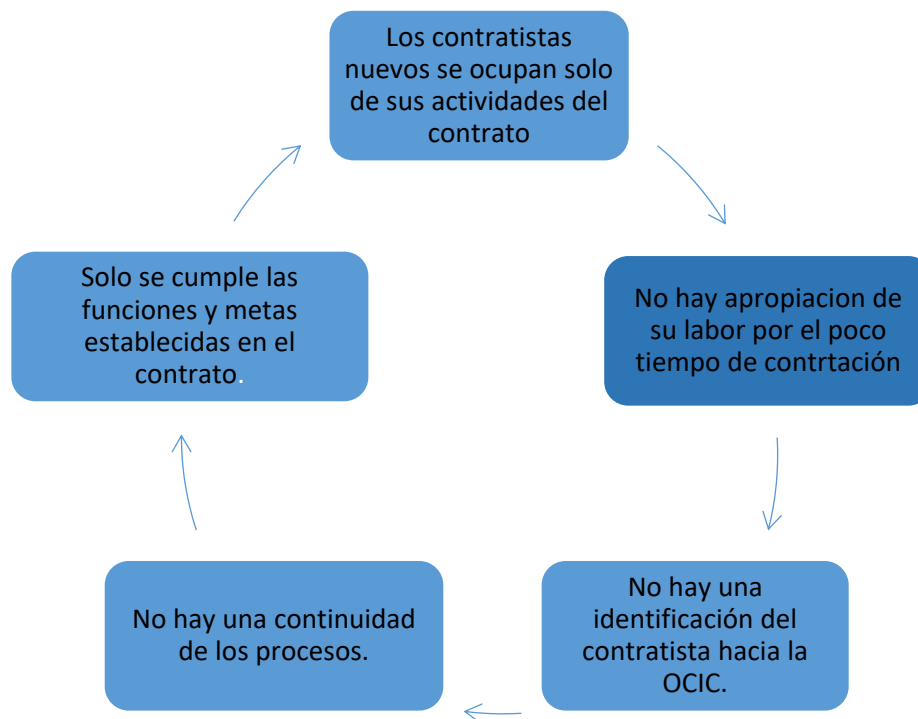 Los contratistas
nuevos se ocupan solo
de sus actividades del
contrato
No hay apropiacion de
su labor por el poco
tiempo de contrtación
No hay una
identificación del
contratista hacia la
OCIC.
No hay una continuidad
de los procesos.
Solo se cumple las
funciones y metas
establecidas en el
contrato.